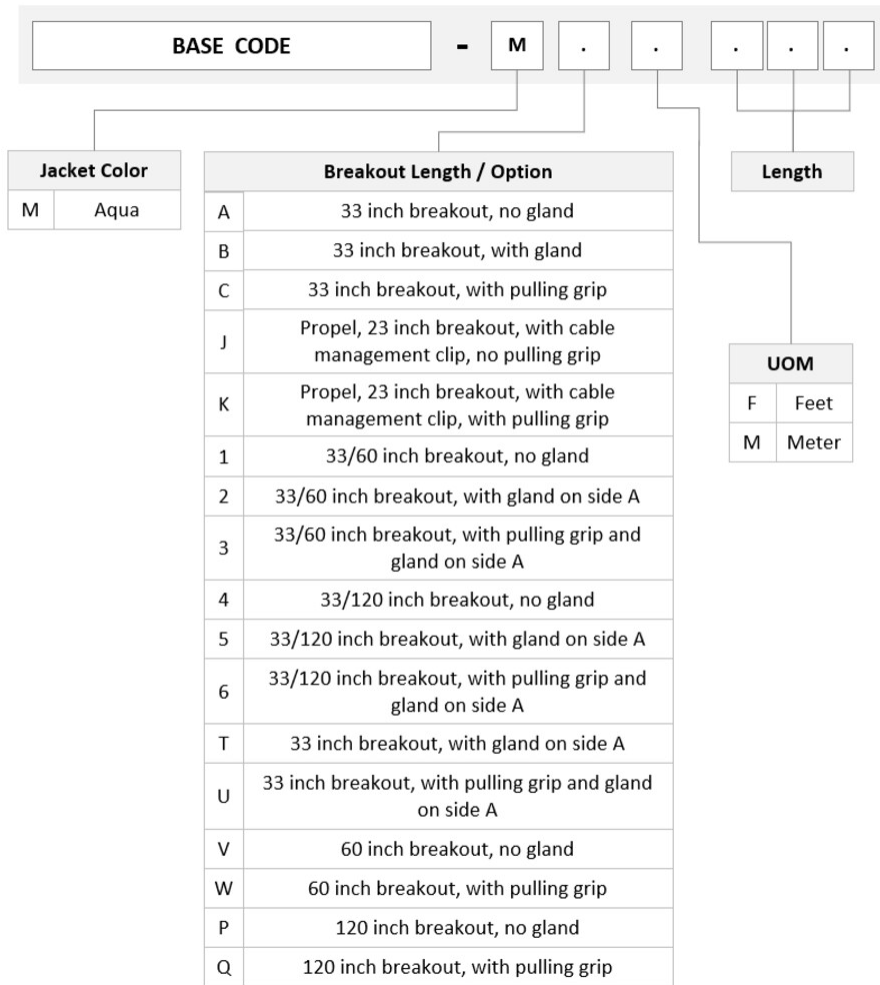 BASE CODE - M . . . . .
Jacket Color
M Aqua
Breakout Length / Option
A 33 inch breakout, no gland
B 33 inch breakout, with gland
C 33 inch breakout, with pulling grip
J Propel, 23 inch breakout, with cable
management clip, no pulling grip
K Propel, 23 inch breakout, with cable
management clip, with pulling grip
1 33/60 inch breakout, no gland
2 33/60 inch breakout, with gland on side A
3 33/60 inch breakout, with pulling grip and
gland on side A
4 33/120 inch breakout, no gland
5 33/120 inch breakout, with gland on side A
6 33/120 inch breakout, with pulling grip and
gland on side A
T 33 inch breakout, with gland on side A
U 33 inch breakout, with pulling grip and gland
on side A
V 60 inch breakout, no gland
W 60 inch breakout, with pulling grip
P 120 inch breakout, no gland
Q 120 inch breakout, with pulling grip
Length
UOM
F Feet
M Meter